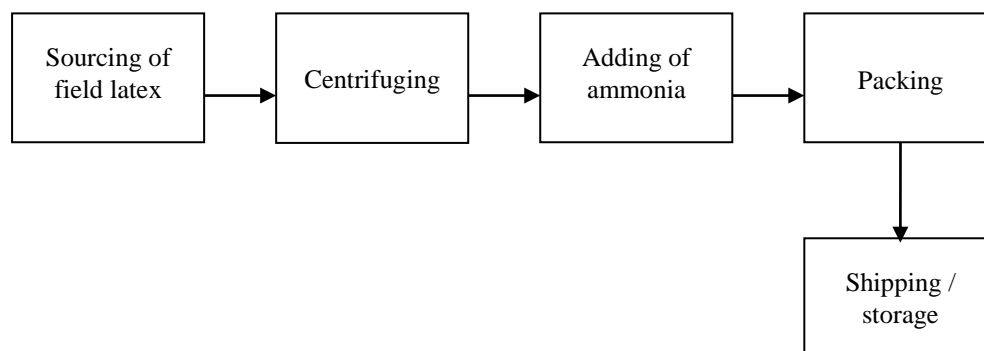 Sourcing of
field latex
Centrifuging
Adding of
ammonia
Packing
Shipping /
storage